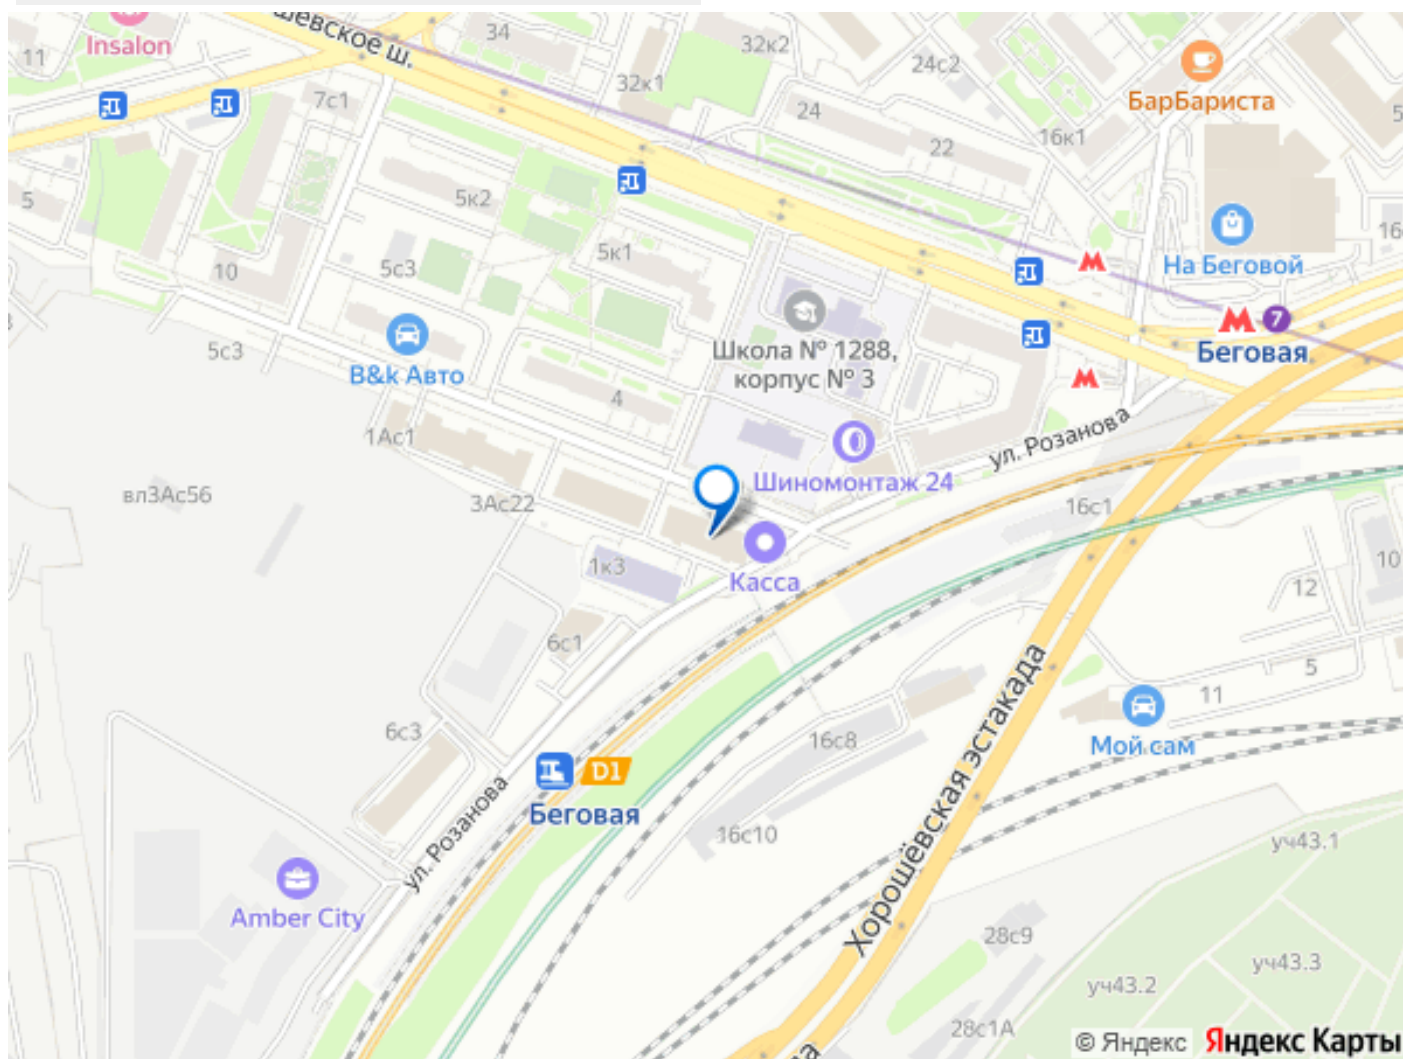 Insalon
шёвское ш.
34
32к2
24с2
БарБариста
11
7с1
32к1
24
22
16к1
5
5
5к2
5к1
5с3
10
16
На Беговой
М
М 7
Беговая
Школа № 1288,
корпус № 3
5с3
B&k Авто
4
М
1Ас1
ул. Розанова
Шиномонтаж 24
вл3Ас56
3Ас22
16с1
1к3
Касса
10
12
6с1
5
11
Хорошёвская эстакада
6с3
16с8
Мой сам
D1
Беговая
ул. Розанова
16с10
уч43.1
Amber City
28с9
уч43.3
уч43.2
28с1А
© Яндекс Яндекс Карты